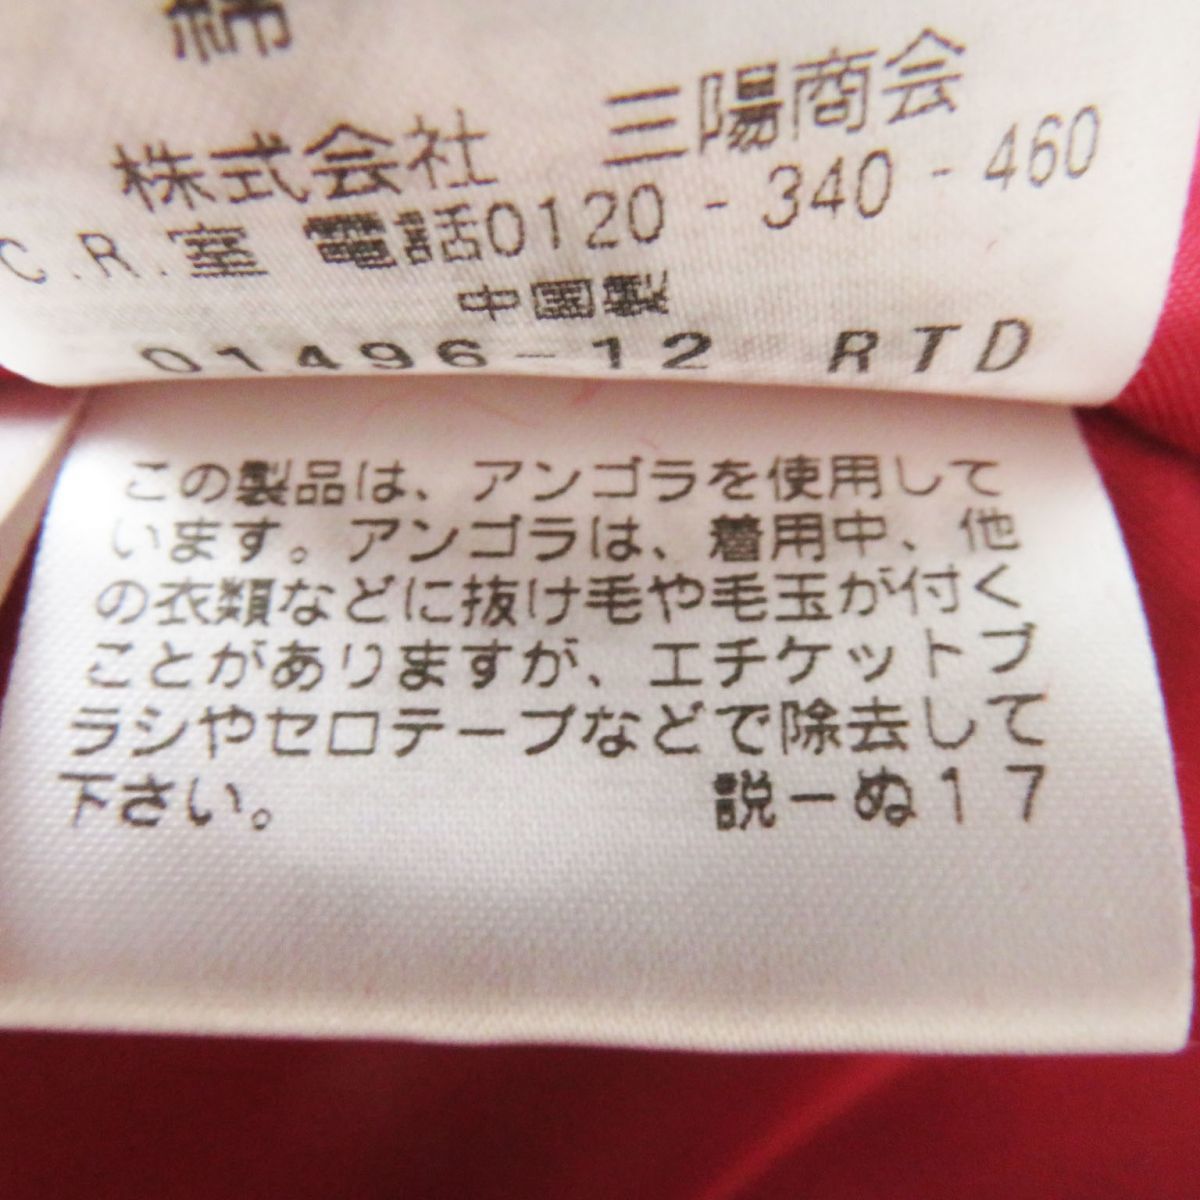 綿
株式会社 三陽商会
C.R.室 電話0120-340-460
中国製
01496-12 RTD
この製品は、アンゴラを使用して
います。アンゴラは、着用中、他
の衣類などに抜け毛や毛玉が付く
ことがありますが、エチケットブ
ラシやセロテープなどで除去して
下さい。 説ーぬ17